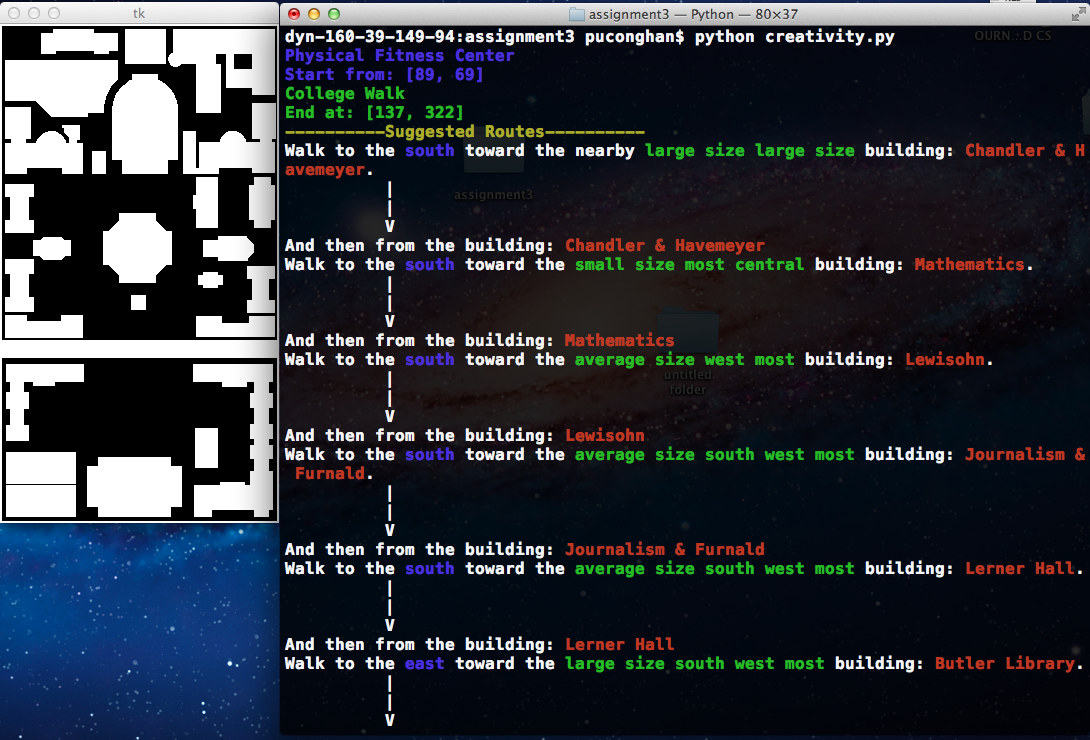 tk
assignment3 — Python — 80×37
dyn-160-39-149-94:assignment3 puconghan$ python creativity.py
Physical Fitness Center
Start from: [89, 69]
College Walk
End at: [137, 322]
----------Suggested Routes----------
Walk to the south toward the nearby large size large size building: Chandler & H
avemeyer.
|
|
V
assignment3
And then from the building: Chandler & Havemeyer
Walk to the south toward the small size most central building: Mathematics.
|
|
V
And then from the building: Mathematics
Walk to the south toward the average size west most building: Lewisohn.
|
|
V
untitled
folder
And then from the building: Lewisohn
Walk to the south toward the average size south west most building: Journalism &
 Furnald.
|
|
V
And then from the building: Journalism & Furnald
Walk to the south toward the average size south west most building: Lerner Hall.
|
|
V
And then from the building: Lerner Hall
Walk to the east toward the large size south west most building: Butler Library.
|
|
V